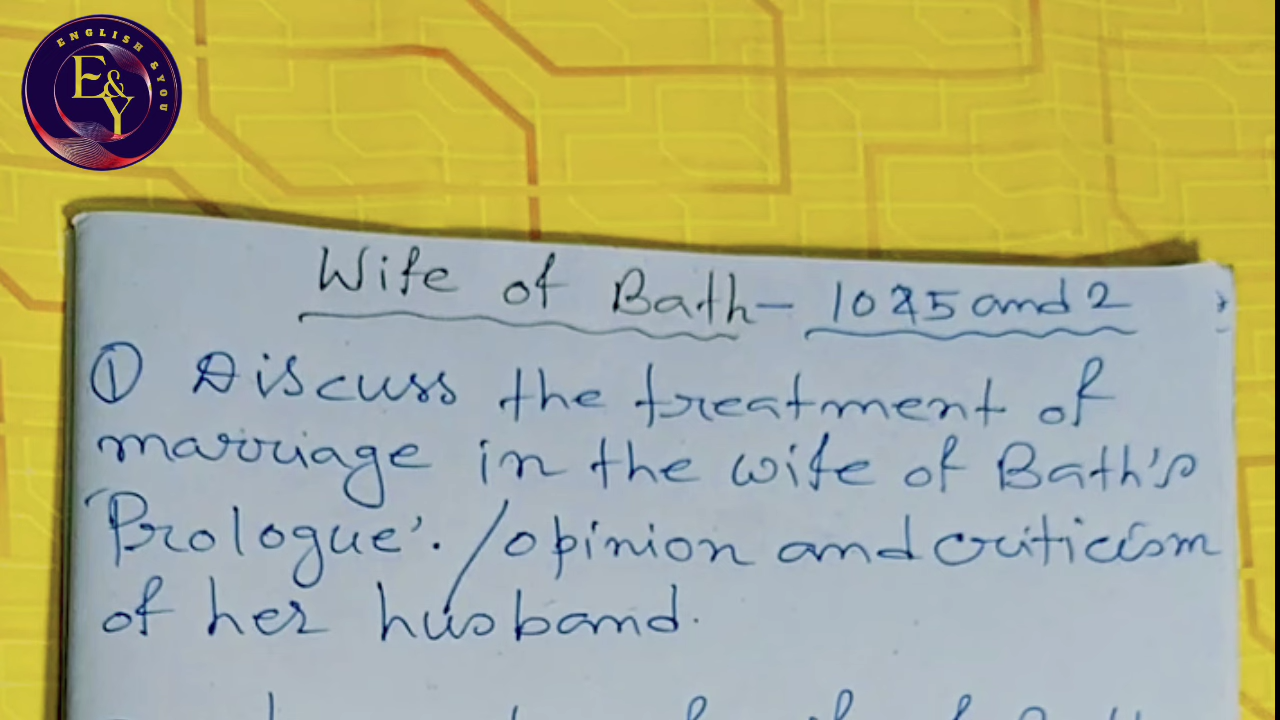 ENGLISH &YOU
E&Y
Wife of Bath- 10 25 and 2
① Discuss the treatment of
marriage in the wife of Bath's
'Prologue'. /opinion and criticism
of her husband.